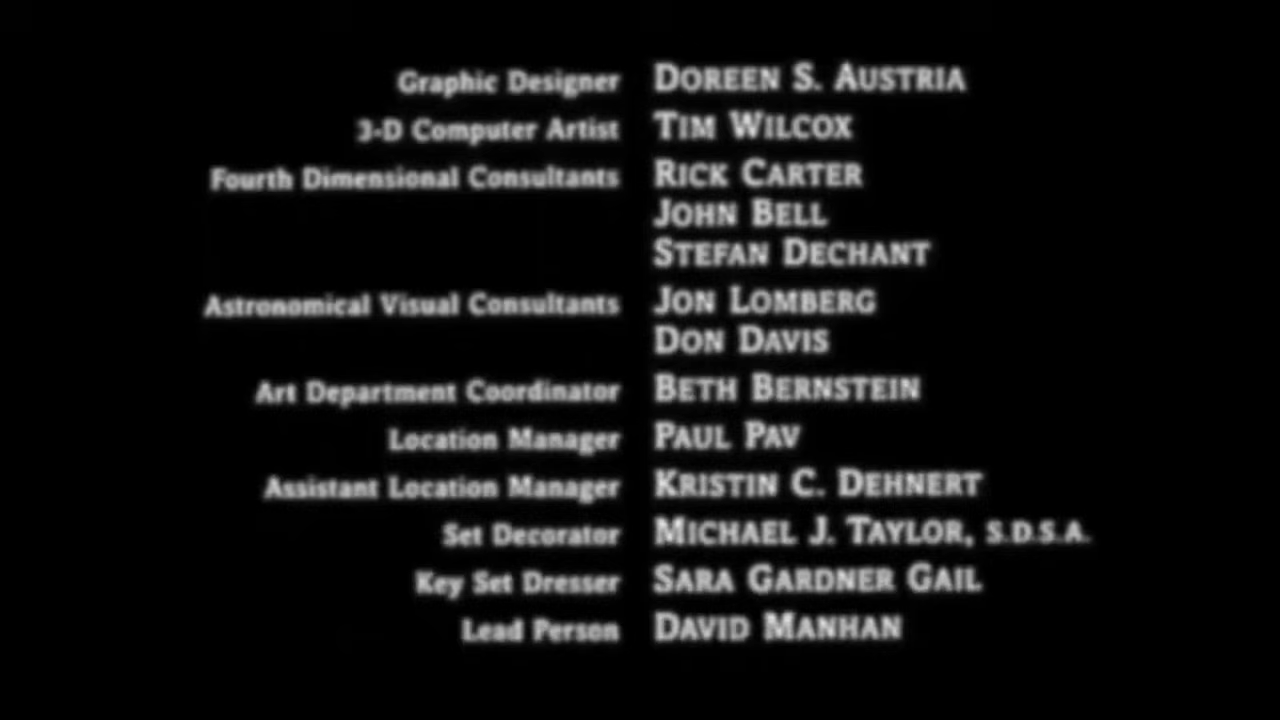 Graphic Designer DOREEN S. AUSTRIA
3-D Computer Artist TIM WILCOX
Fourth Dimensional Consultants RICK CARTER
JOHN BELL
STEFAN DECHANT
Astronomical Visual Consultants JON LOMBERG
DON DAVIS
Art Department Coordinator BETH BERNSTEIN
Location Manager PAUL PAV
Assistant Location Manager KRISTIN C. DEHNERT
Set Decorator MICHAEL J. TAYLOR, S.D.S.A.
Key Set Dresser SARA GARDNER GAIL
Lead Person DAVID MANHAN